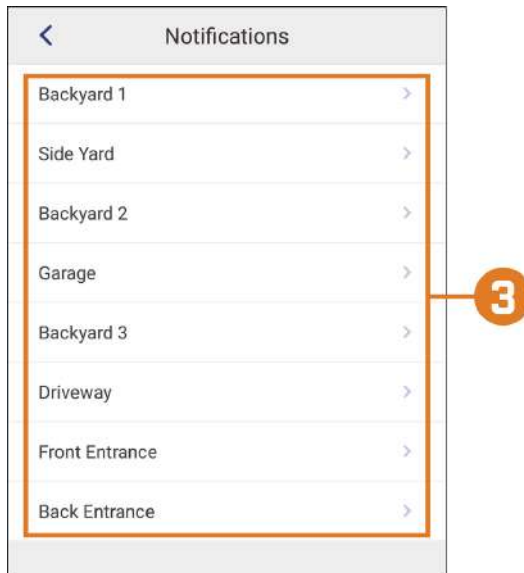 Notifications
Backyard 1
Side Yard
Backyard 2
Garage
3
Backyard 3
Driveway
Front Entrance
Back Entrance